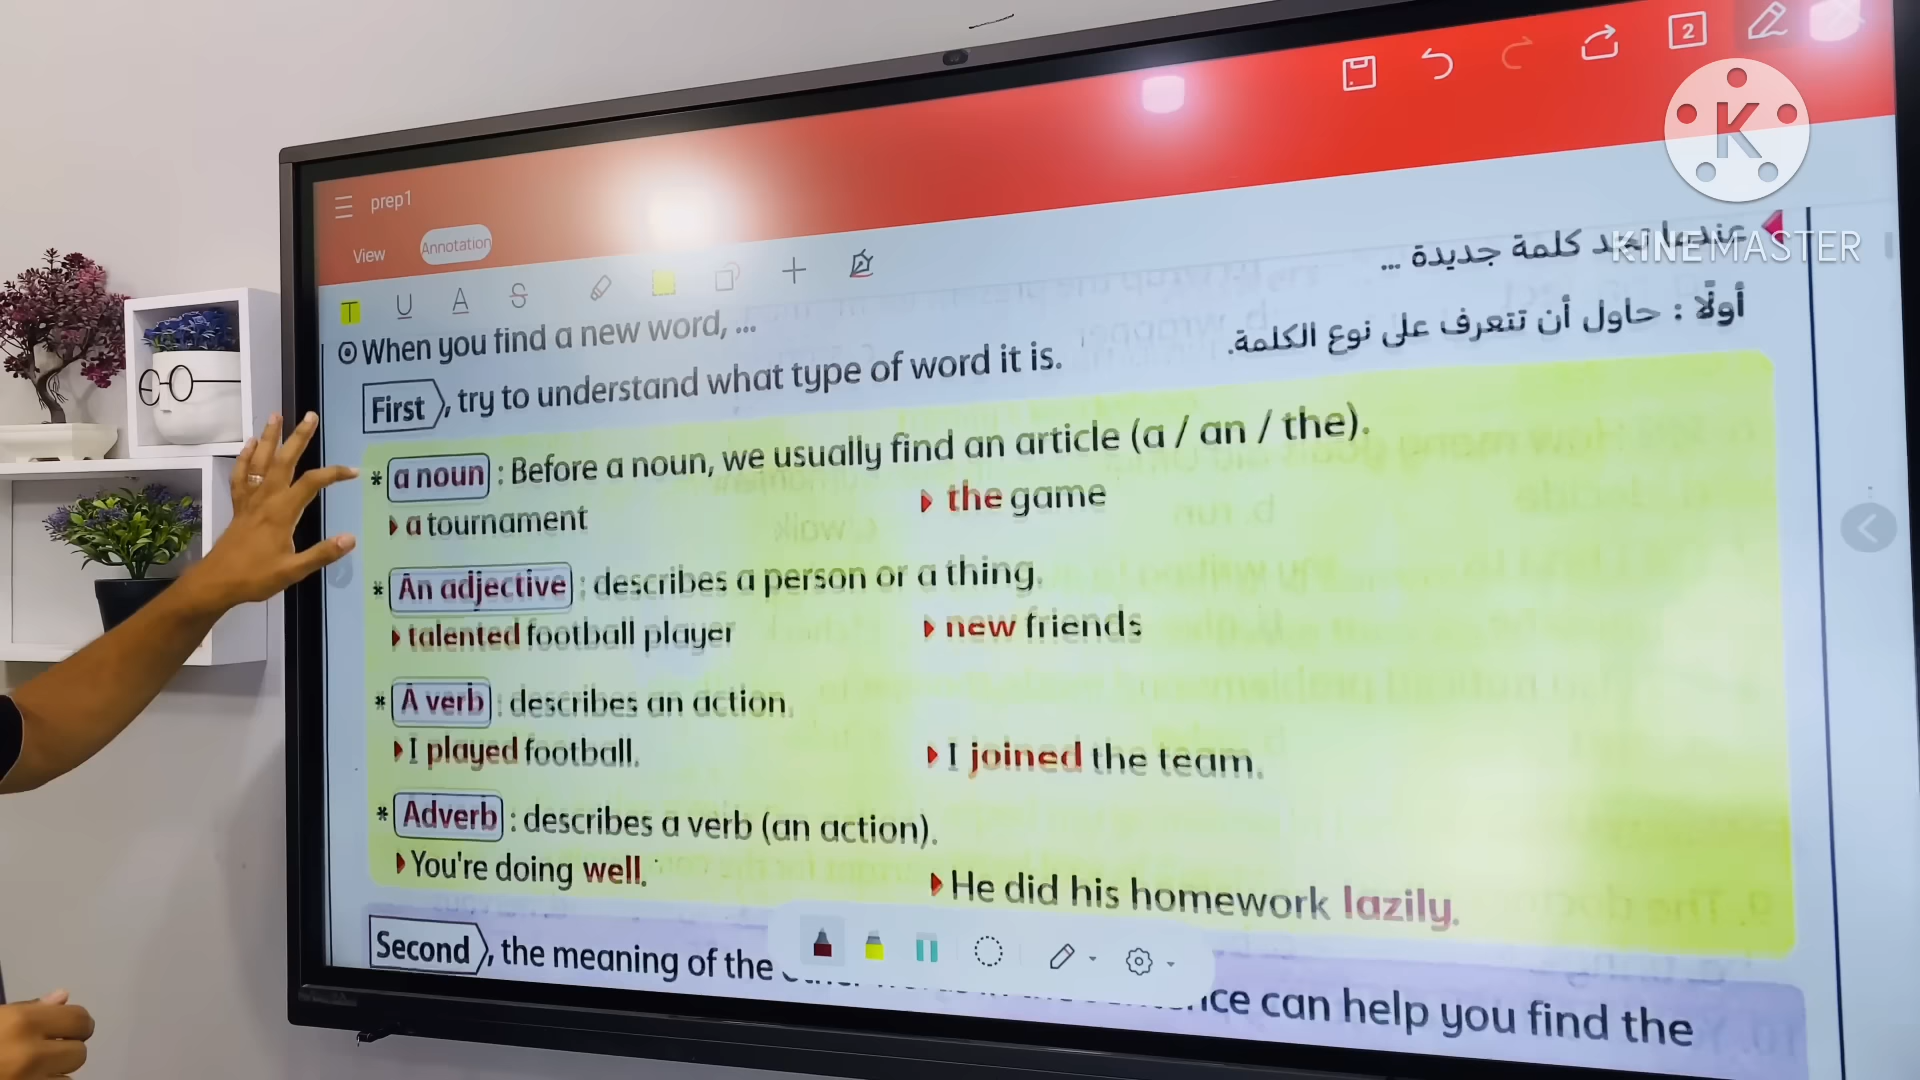 2
K
KINEMASTER
prep1
View
Annotation
T U A S
When you find a new word, ...
عندما تجد كلمة جديدة ...
First, try to understand what type of word it is.
أولًا : حاول أن تتعرف على نوع الكلمة.
* a noun : Before a noun, we usually find an article (a / an / the).
a tournament
the game
* An adjective : describes a person or a thing.
talented football player
new friends
* A verb : describes an action.
I played football.
I joined the team.
* Adverb : describes a verb (an action).
You're doing well.
He did his homework lazily.
Second, the meaning of the can help you find the